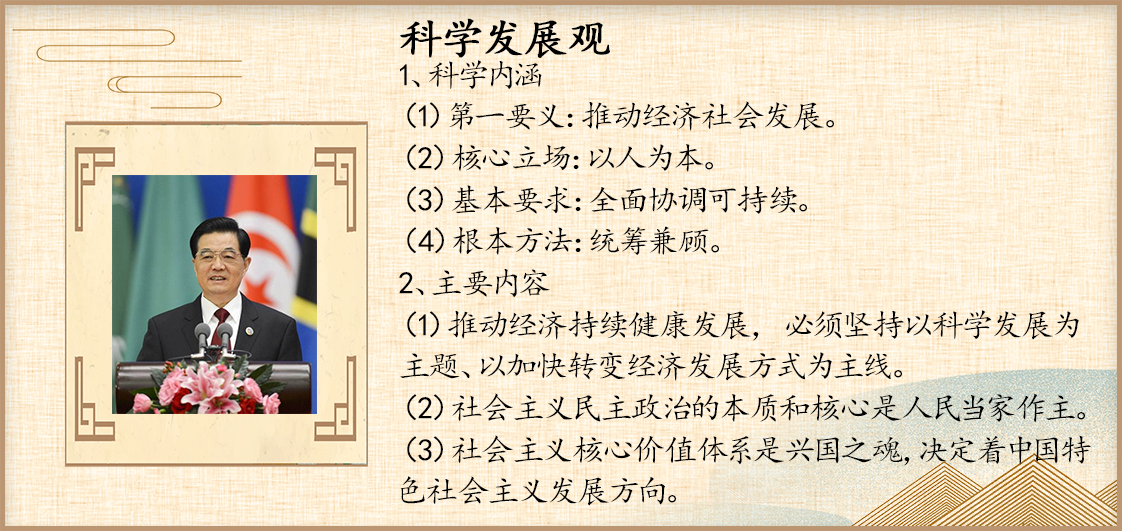 科学发展观
1、科学内涵
(1)第一要义:推动经济社会发展。
(2)核心立场:以人为本。
(3)基本要求:全面协调可持续。
(4)根本方法:统筹兼顾。
2、主要内容
(1)推动经济持续健康发展, 必须坚持以科学发展为
主题、以加快转变经济发展方式为主线。
(2)社会主义民主政治的本质和核心是人民当家作主。
(3)社会主义核心价值体系是兴国之魂,决定着中国特
色社会主义发展方向。